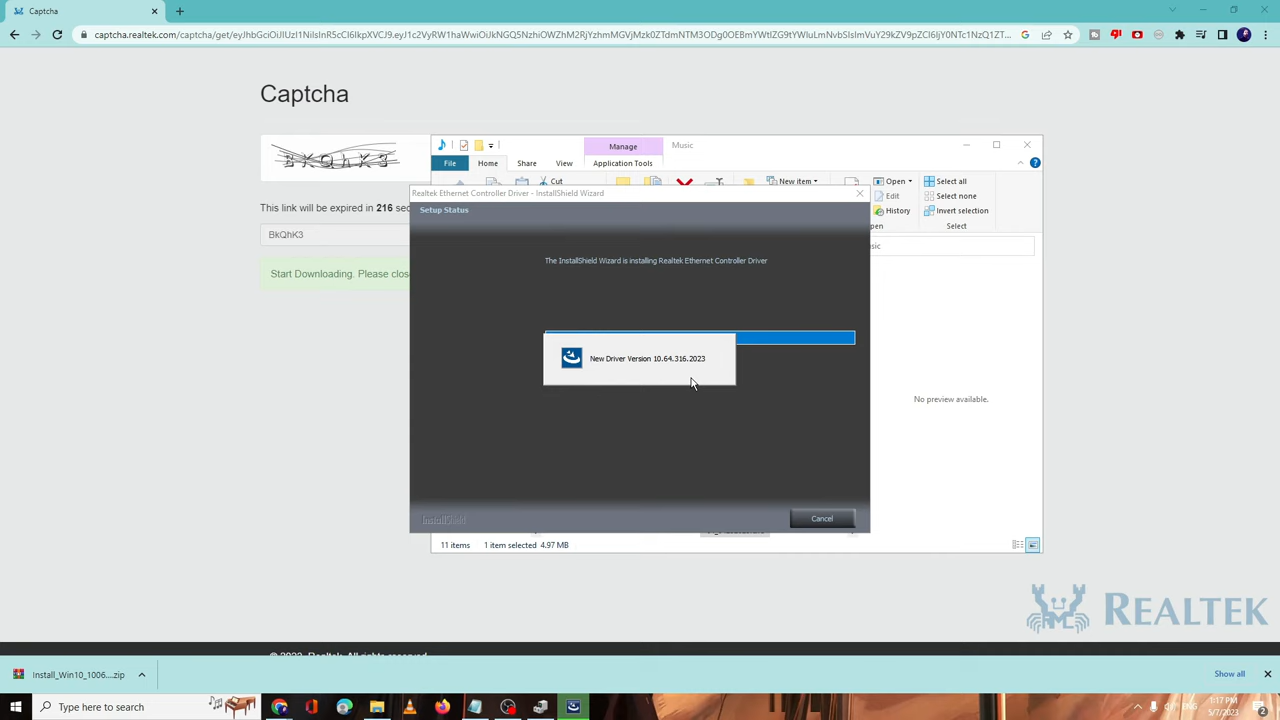 Captcha
captcha.realtek.com/captcha/get/
Captcha
BkQhK3
This link will be expired in 216 sec
BkQhK3
Start Downloading. Please close
Manage
Music
File
Home
Share
View
Application Tools
Cut
New item
Open
Edit
History
Select all
Select none
Invert selection
Select
Realtek Ethernet Controller Driver - InstallShield Wizard
Setup Status
The InstallShield Wizard is installing Realtek Ethernet Controller Driver
New Driver Version 10.64.316.2023
No preview available.
InstallShield
Cancel
11 items
1 item selected 4.97 MB
REALTEK
Install_Win10_1006....zip
Show all
Type here to search
ENG
1:17 PM
5/7/2023
2